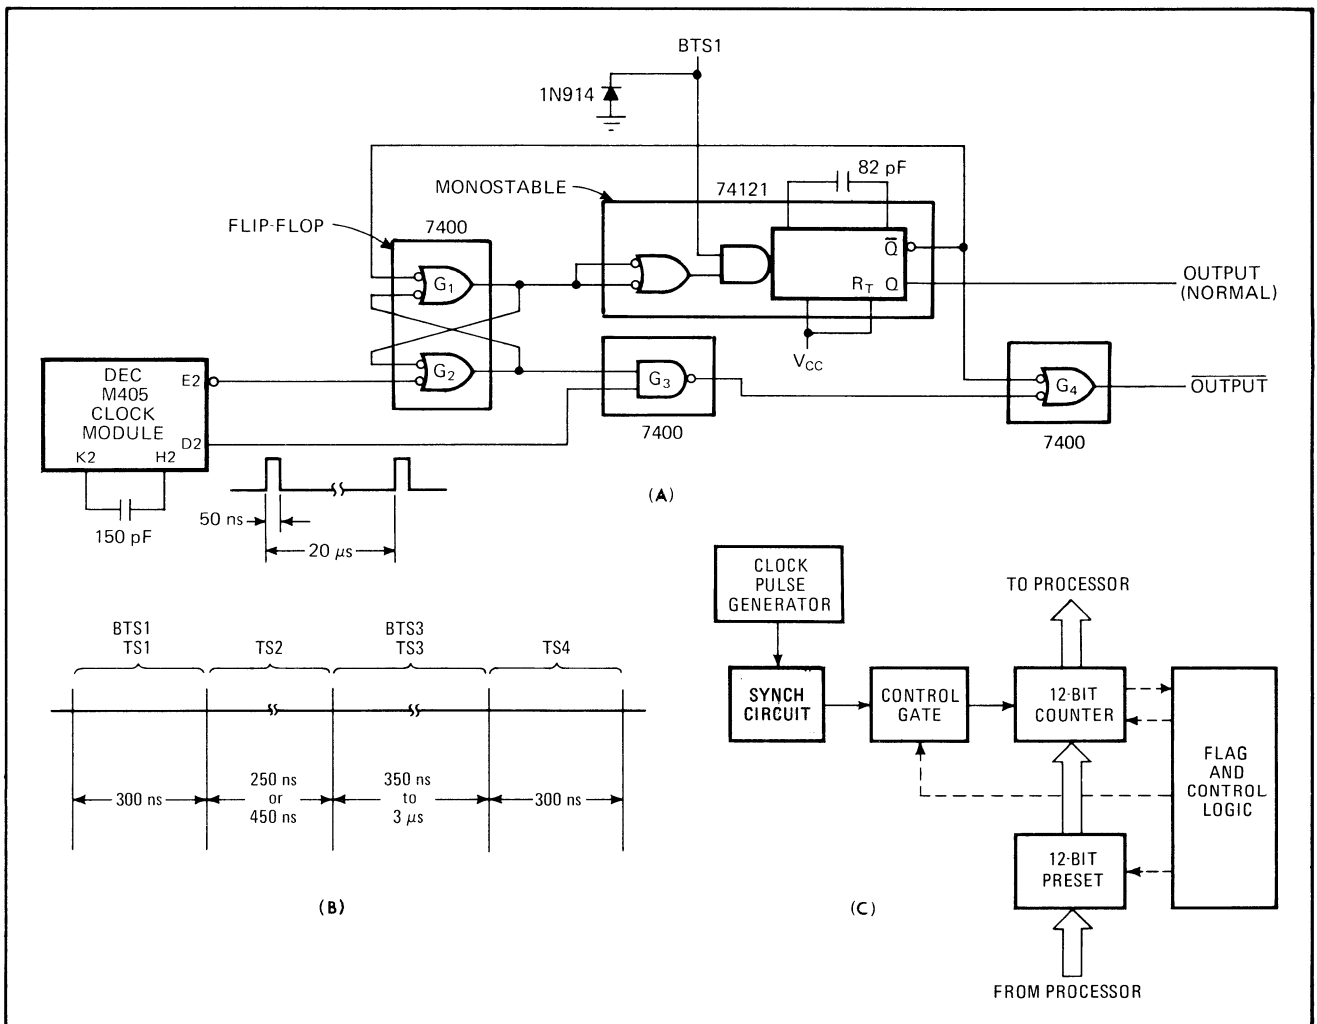 BTS1
1N914
82 pF
MONOSTABLE
74121
FLIP-FLOP
7400
Q̅
G1
RT Q
OUTPUT
(NORMAL)
VCC
DEC
M405
CLOCK
MODULE
E2
D2
K2
H2
G2
G3
G4
O̅U̅T̅P̅U̅T̅
7400
7400
150 pF
50 ns
20 μs
(A)
BTS1
TS1
TS2
BTS3
TS3
TS4
300 ns
250 ns
or
450 ns
350 ns
to
3 μs
300 ns
(B)
CLOCK
PULSE
GENERATOR
TO PROCESSOR
SYNCH
CIRCUIT
CONTROL
GATE
12-BIT
COUNTER
FLAG
AND
CONTROL
LOGIC
12-BIT
PRESET
(C)
FROM PROCESSOR